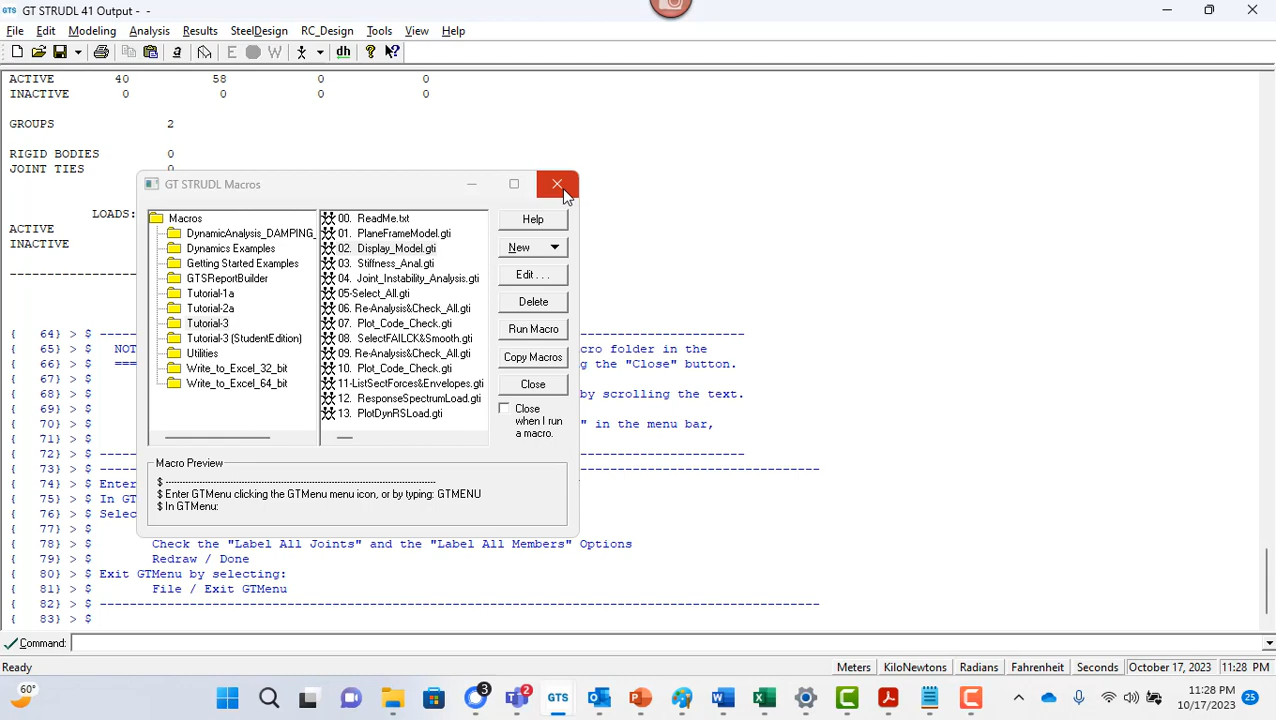 GTS GT STRUDL 41 Output - -
File Edit Modeling Analysis Results SteelDesign RC_Design Tools View Help
a E W dh ? ?
ACTIVE 40 58 0 0
INACTIVE 0 0 0 0
GROUPS 2
RIGID BODIES 0
JOINT TIES
LOADS:
ACTIVE
INACTIVE
GT STRUDL Macros
Macros
DynamicAnalysis_DAMPING_
Dynamics Examples
Getting Started Examples
GTSReportBuilder
Tutorial-1a
Tutorial-2a
Tutorial-3
Tutorial-3 (StudentEdition)
Utilities
Write_to_Excel_32_bit
Write_to_Excel_64_bit
00. ReadMe.txt
01. PlaneFrameModel.gti
02. Display_Model.gti
03. Stiffness_Anal.gti
04. Joint_Instability_Analysis.gti
05-Select_All.gti
06. Re-Analysis&Check_All.gti
07. Plot_Code_Check.gti
08. SelectFAILCK&Smooth.gti
09. Re-Analysis&Check_All.gti
10. Plot_Code_Check.gti
11-ListSectForces&Envelopes.gti
12. ResponseSpectrumLoad.gti
13. PlotDynRSLoad.gti
Help
New
Edit . . .
Delete
Run Macro
Copy Macros
Close
Close
when I run
a macro.
Macro Preview
$ ----------------------------------------------------------------
$ Enter GTMenu clicking the GTMenu menu icon, or by typing: GTMENU
$ In GTMenu:
{ 64} > $ ----------------------------------------------------------------
{ 65} > $ NOT cro folder in the
{ 66} > $ === g the "Close" button.
{ 67} > $
{ 68} > $ by scrolling the text.
{ 69} > $
{ 70} > $ " in the menu bar,
{ 71} > $
{ 72} > $ ----------------------------------------------------------------
{ 73} > $ ----------------------------------------------------------------
{ 74} > $ Enter
{ 75} > $ In GT
{ 76} > $ Selec
{ 77} > $
{ 78} > $ Check the "Label All Joints" and the "Label All Members" Options
{ 79} > $ Redraw / Done
{ 80} > $ Exit GTMenu by selecting:
{ 81} > $ File / Exit GTMenu
{ 82} > $ ----------------------------------------------------------------
{ 83} > $
Command:
Ready Meters KiloNewtons Radians Fahrenheit Seconds October 17, 2023 11:28 PM
60° 3 2 GTS 11:28 PM 25
10/17/2023